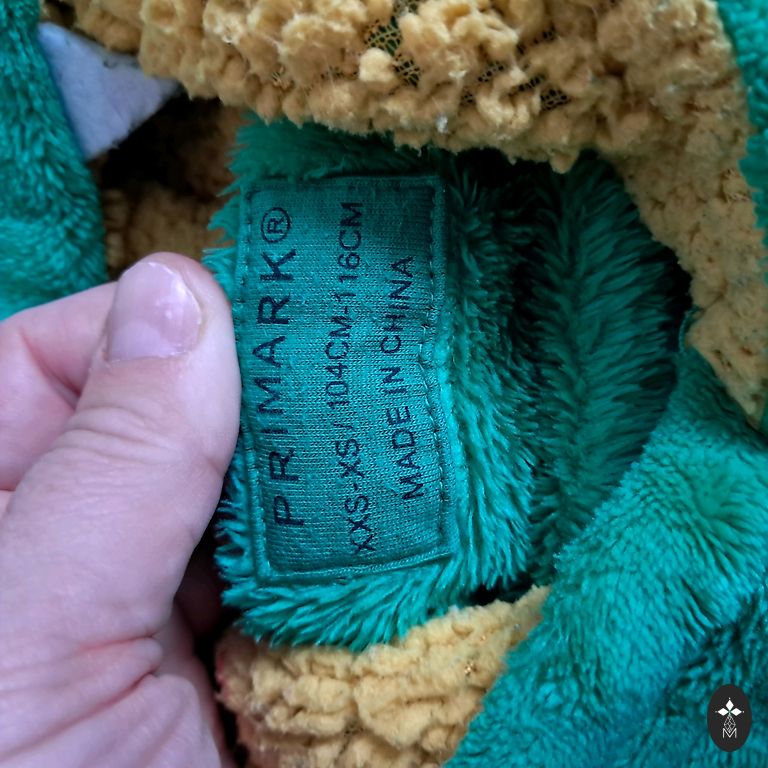 PRIMARK®
XXS-XS/104CM-116CM
MADE IN CHINA
M